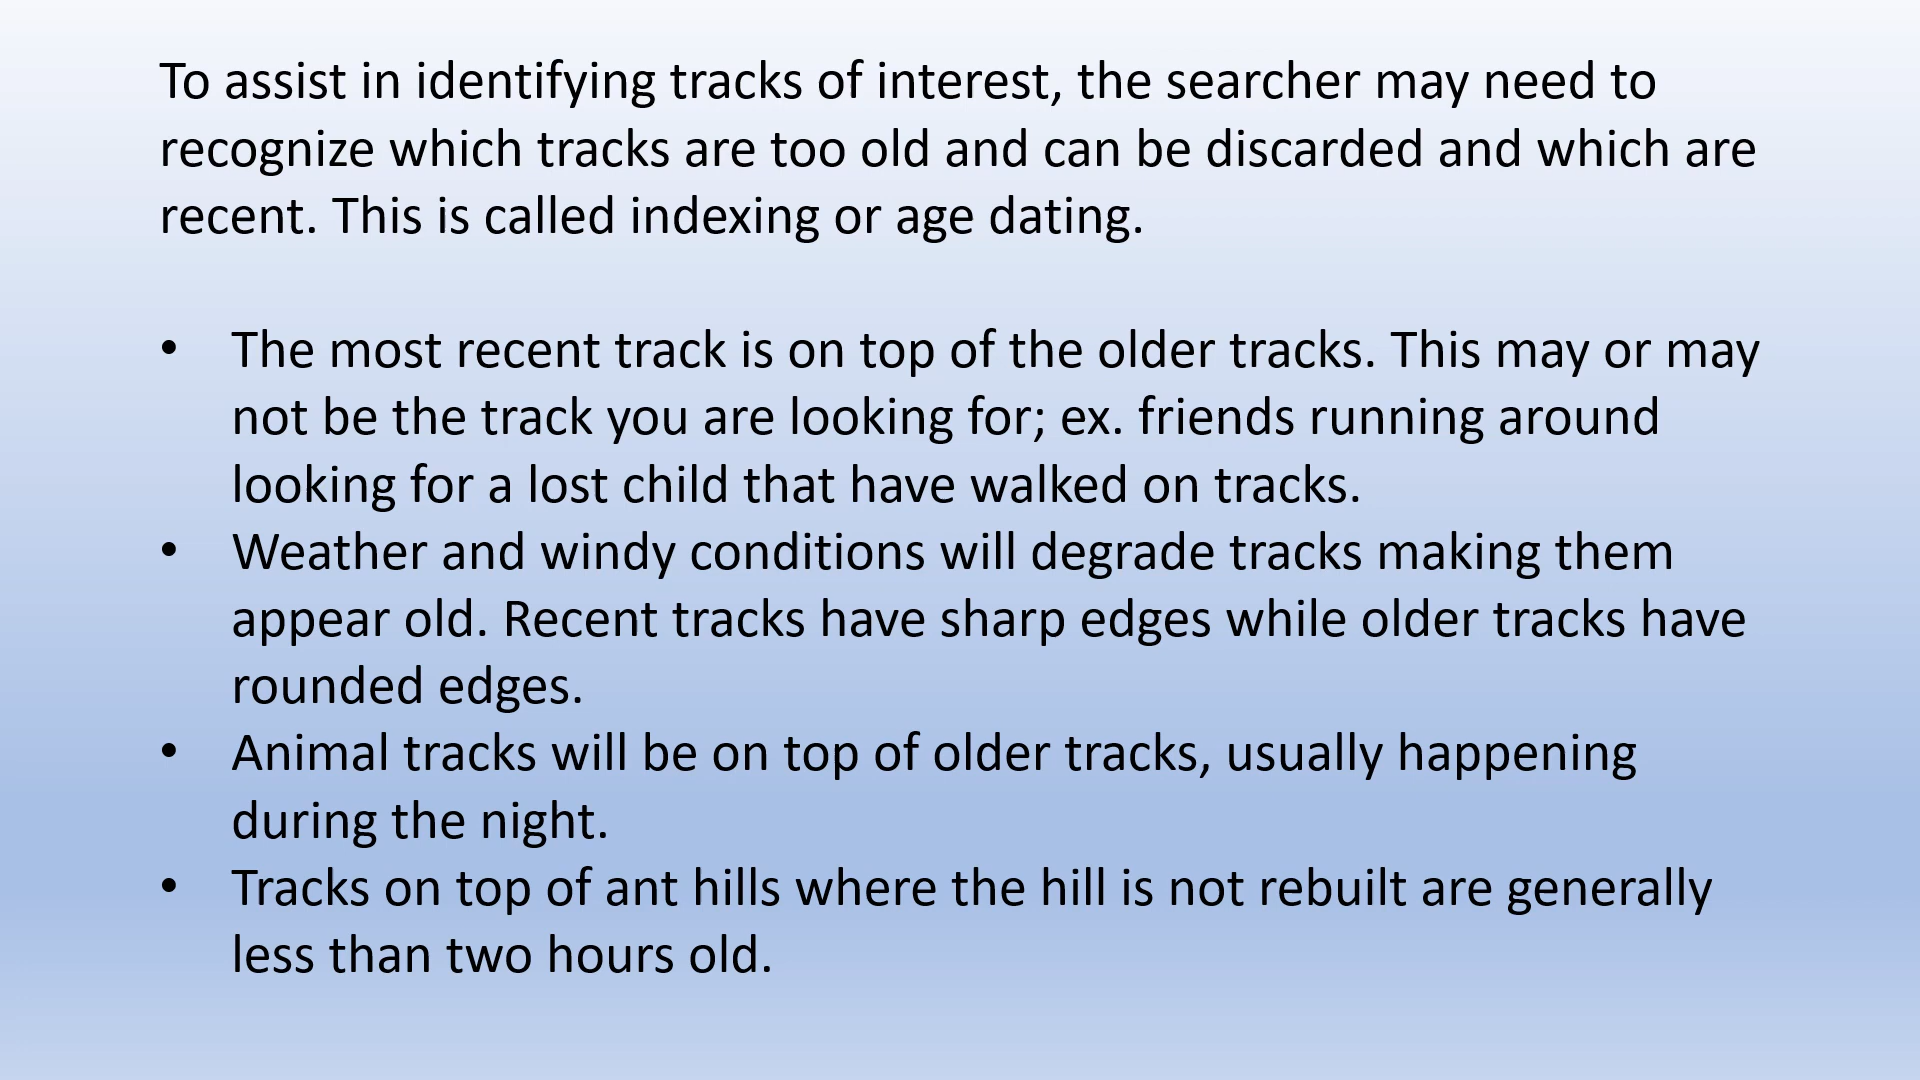 To assist in identifying tracks of interest, the searcher may need to
recognize which tracks are too old and can be discarded and which are
recent. This is called indexing or age dating.
• The most recent track is on top of the older tracks. This may or may
not be the track you are looking for; ex. friends running around
looking for a lost child that have walked on tracks.
• Weather and windy conditions will degrade tracks making them
appear old. Recent tracks have sharp edges while older tracks have
rounded edges.
• Animal tracks will be on top of older tracks, usually happening
during the night.
• Tracks on top of ant hills where the hill is not rebuilt are generally
less than two hours old.